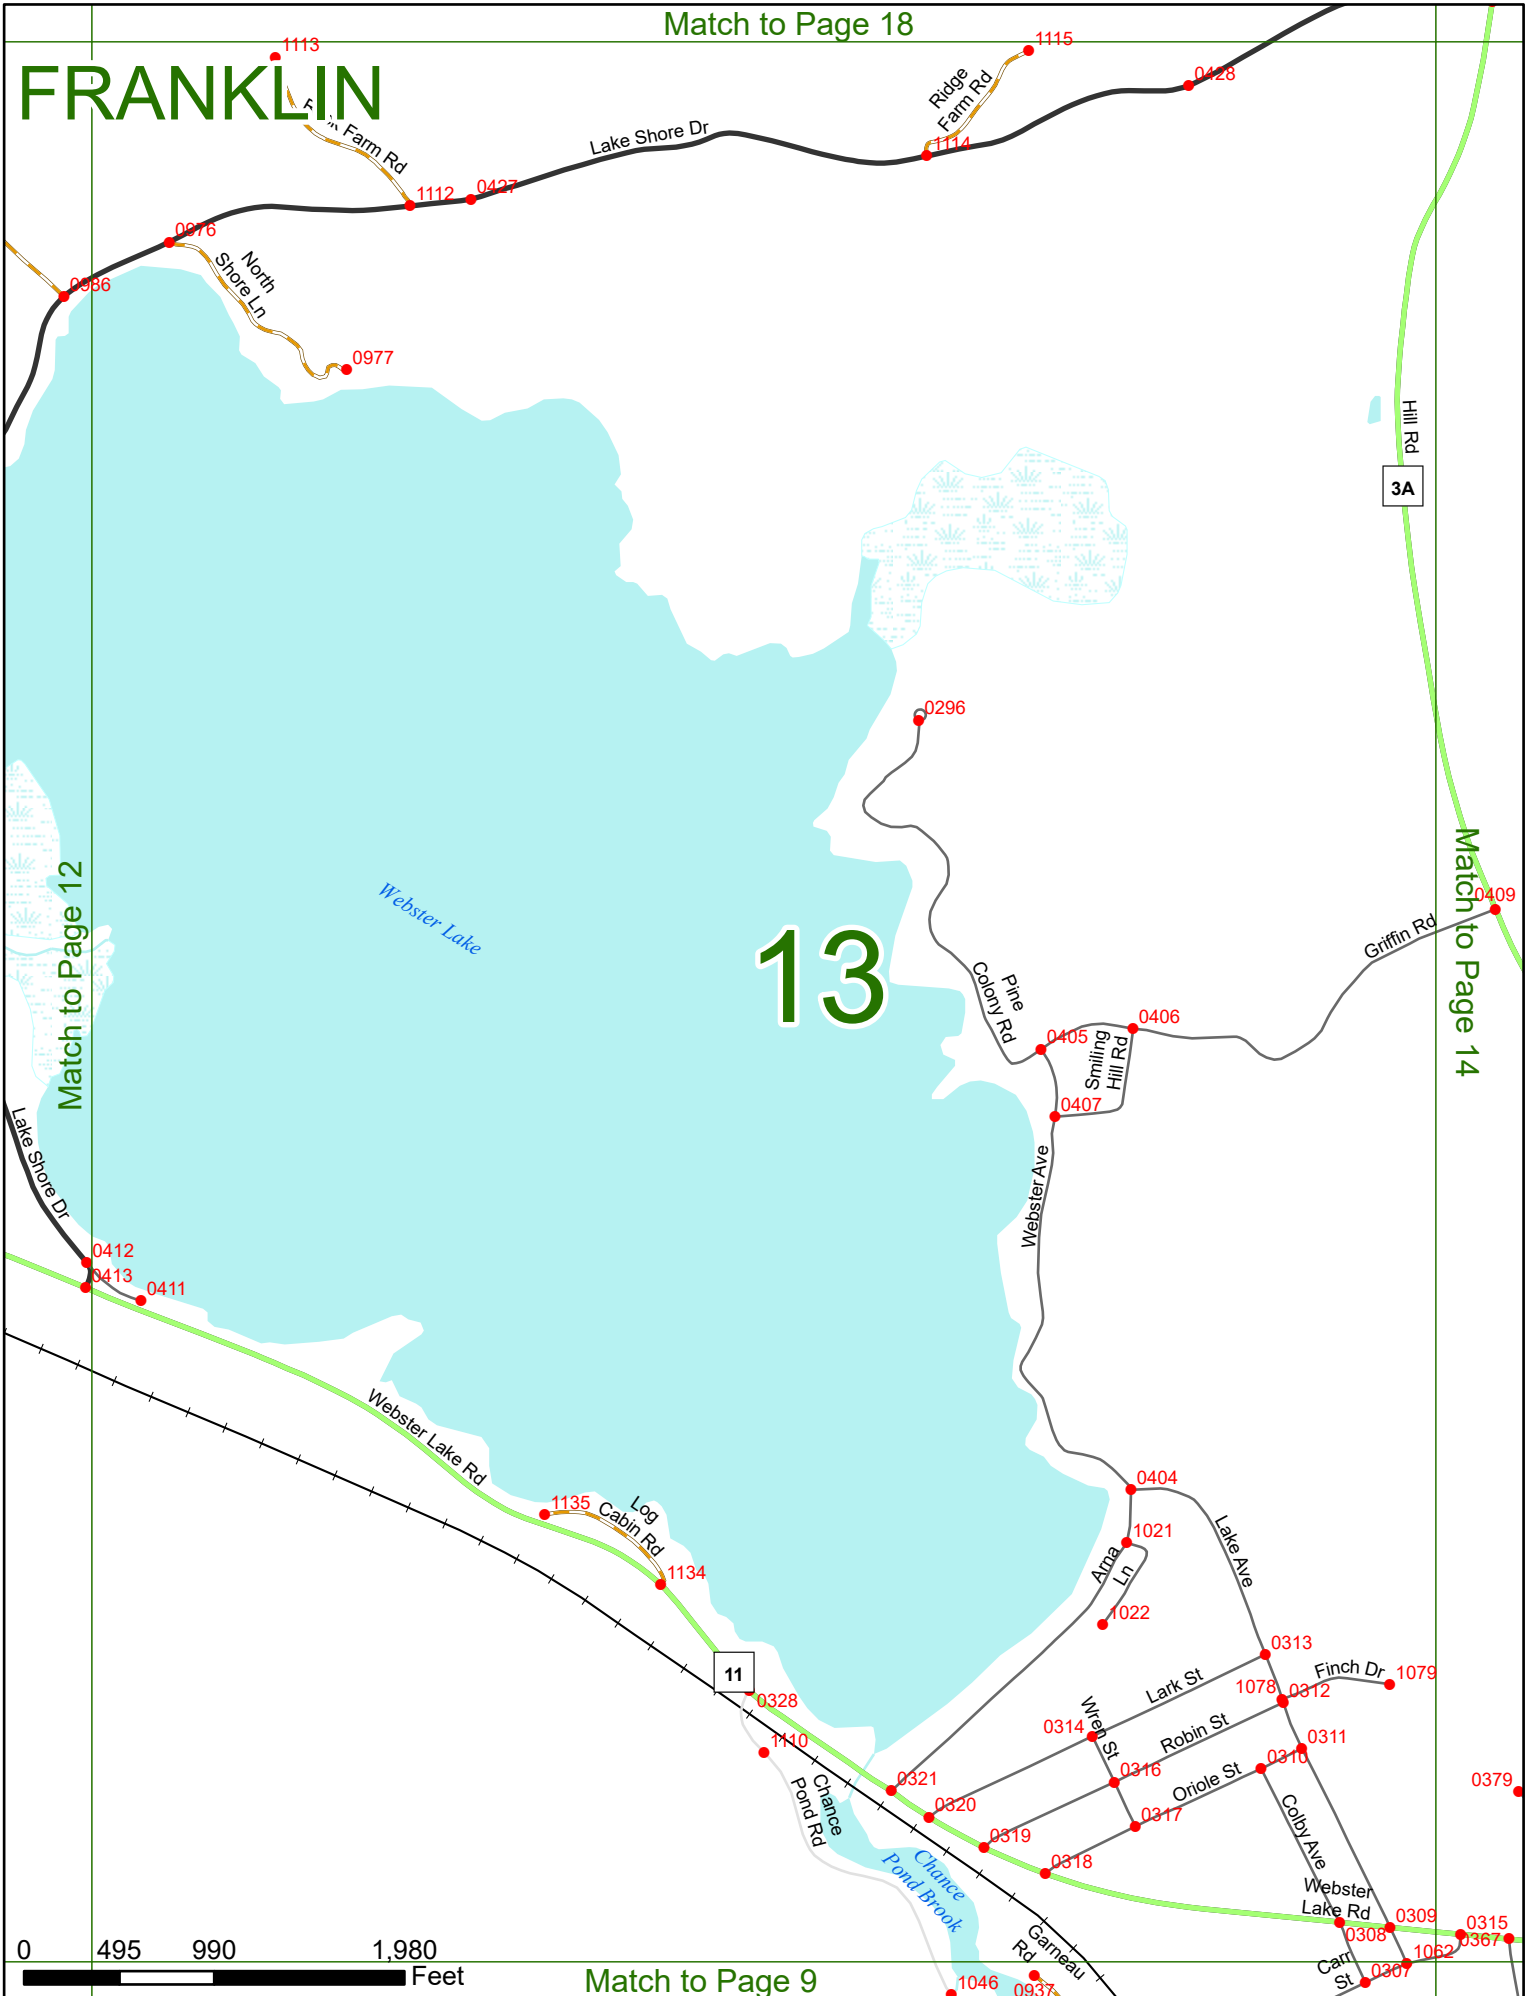 Match to Page 18
1113
1115
FRANKLIN
0428
Ridge
Farm Rd
Farm Rd
Lake Shore Dr
1114
1112
0427
0976
North
Shore Ln
0986
0977
Hill Rd
3A
0296
Match to Page 12
Match to Page 14
Webster Lake
13
0409
Griffin Rd
Pine
Colony Rd
0405
0406
Smiling
Hill Rd
0407
Lake Shore Dr
Webster Ave
0412
0413
0411
Webster Lake Rd
0404
1135
Log
Cabin Rd
1021
Arna
Ln
Lake Ave
1134
1022
0313
11
0328
Lark St
Finch Dr
1079
1078
0312
0314
Wren St
Robin St
0311
1110
0310
0316
Oriole St
0379
0321
Chance
Pond Rd
0320
0317
Colby Ave
0319
0318
Chance
Pond Brook
Webster
Lake Rd
0309
0308
0315
0367
Garneau
Rd
1062
Carr
St
0307
0 495 990 1,980
Feet
Match to Page 9
1046
0937